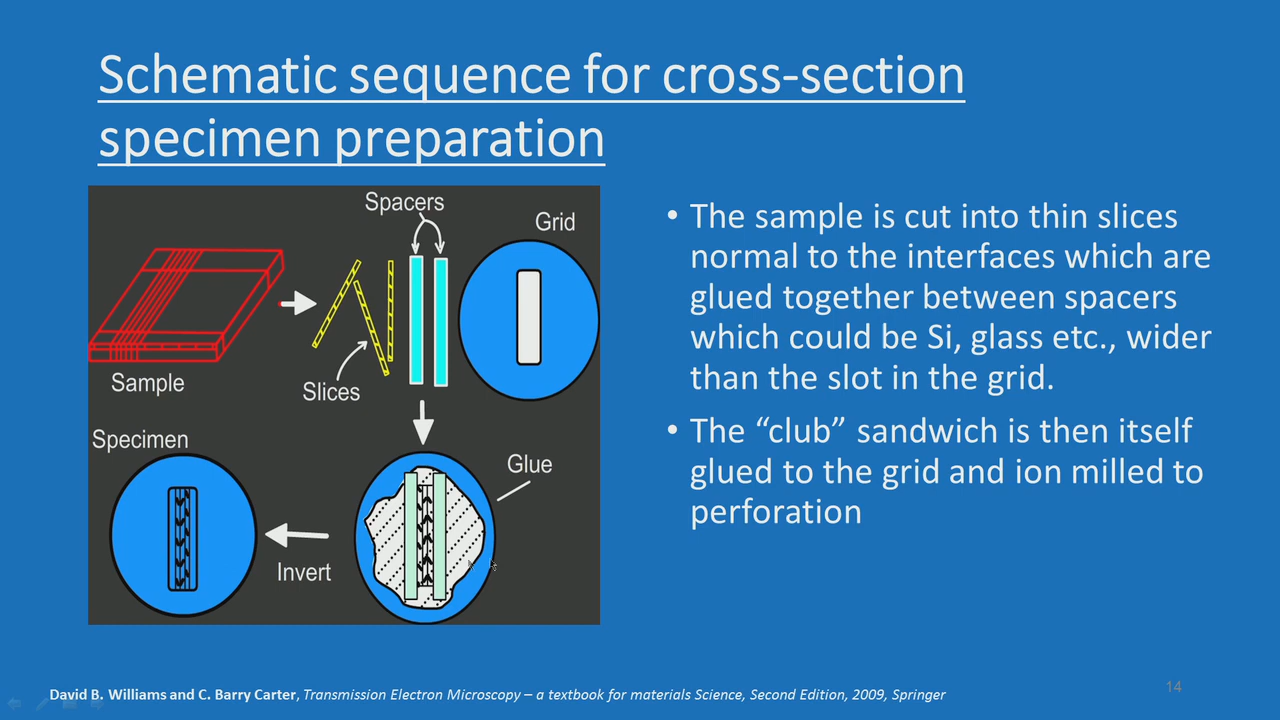 Schematic sequence for cross-section
specimen preparation
Spacers
Grid
Sample
Slices
Specimen
Glue
Invert
• The sample is cut into thin slices
normal to the interfaces which are
glued together between spacers
which could be Si, glass etc., wider
than the slot in the grid.
• The “club” sandwich is then itself
glued to the grid and ion milled to
perforation
David B. Williams and C. Barry Carter, Transmission Electron Microscopy – a textbook for materials Science, Second Edition, 2009, Springer
14